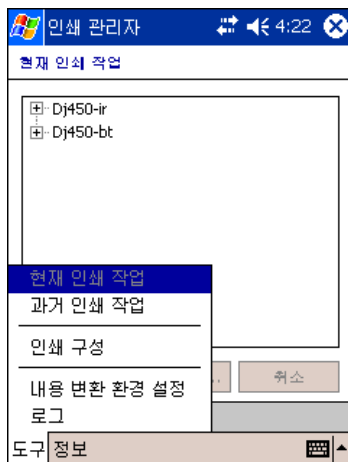 인쇄 관리자 4:22
현재 인쇄 작업
Dj450-ir
Dj450-bt
현재 인쇄 작업
과거 인쇄 작업
인쇄 구성
내용 변환 환경 설정
로그
.. 취소
도구 정보